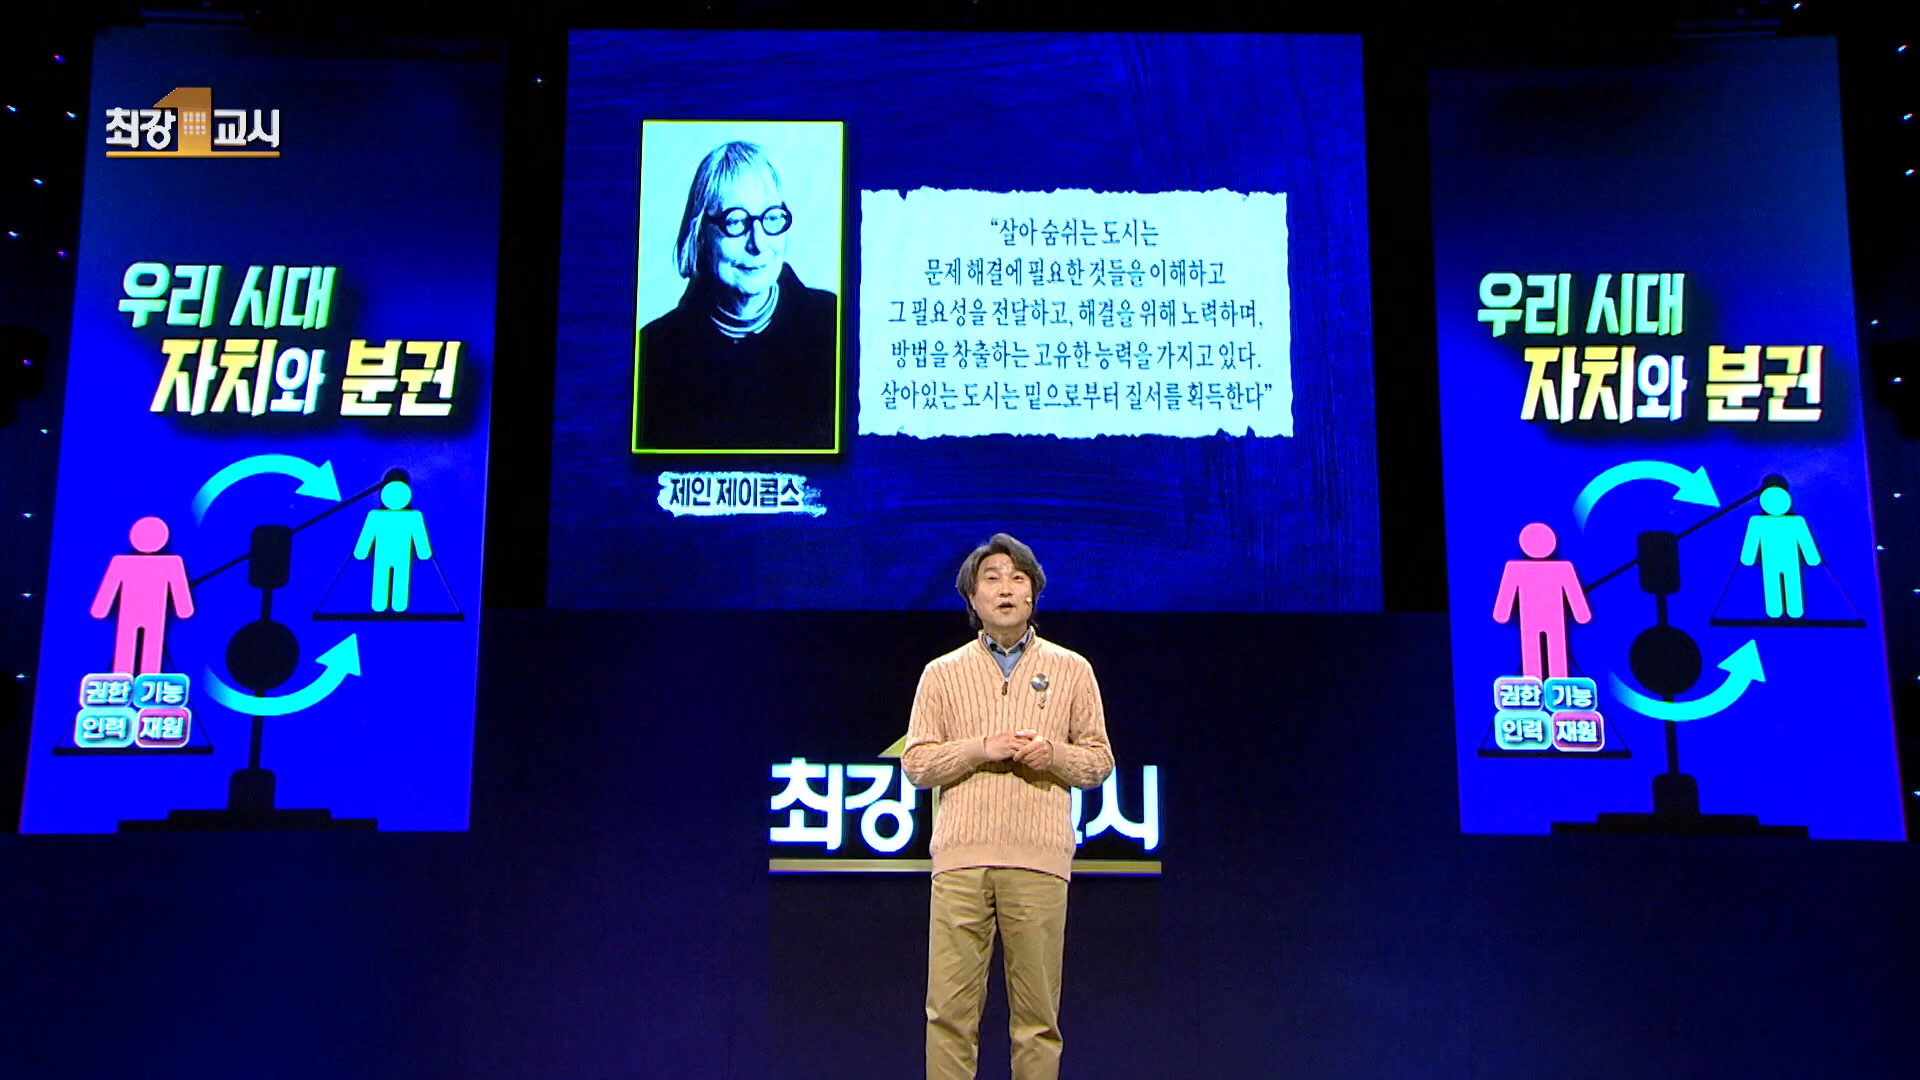 최강1교시
우리 시대
자치와 분권
권한 기능
인력 재원
제인 제이콥스
“살아 숨쉬는 도시는
문제 해결에 필요한 것들을 이해하고
그 필요성을 전달하고, 해결을 위해 노력하며,
방법을 창출하는 고유한 능력을 가지고 있다.
살아있는 도시는 밑으로부터 질서를 획득한다”
최강 교시
우리 시대
자치와 분권
권한 기능
인력 재원